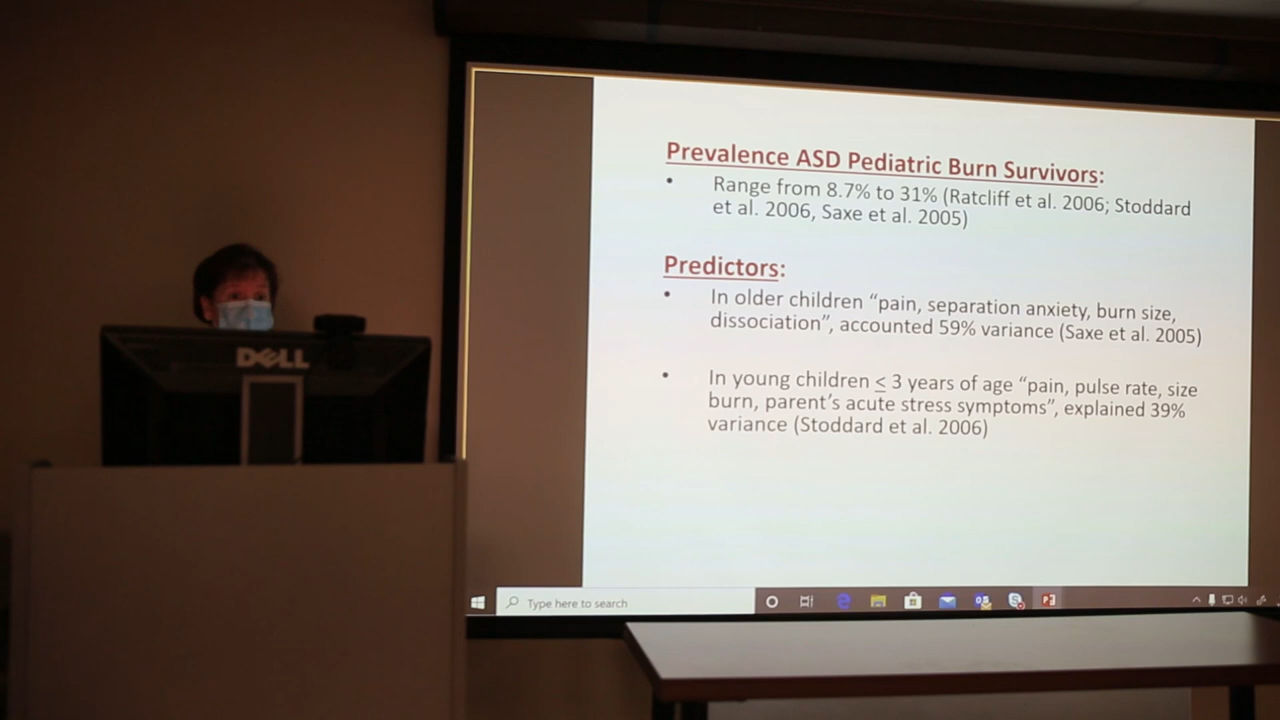 Prevalence ASD Pediatric Burn Survivors:
• Range from 8.7% to 31% (Ratcliff et al. 2006; Stoddard
et al. 2006, Saxe et al. 2005)
Predictors:
• In older children “pain, separation anxiety, burn size,
dissociation”, accounted 59% variance (Saxe et al. 2005)
• In young children ≤ 3 years of age “pain, pulse rate, size
burn, parent’s acute stress symptoms”, explained 39%
variance (Stoddard et al. 2006)
DELL
Type here to search